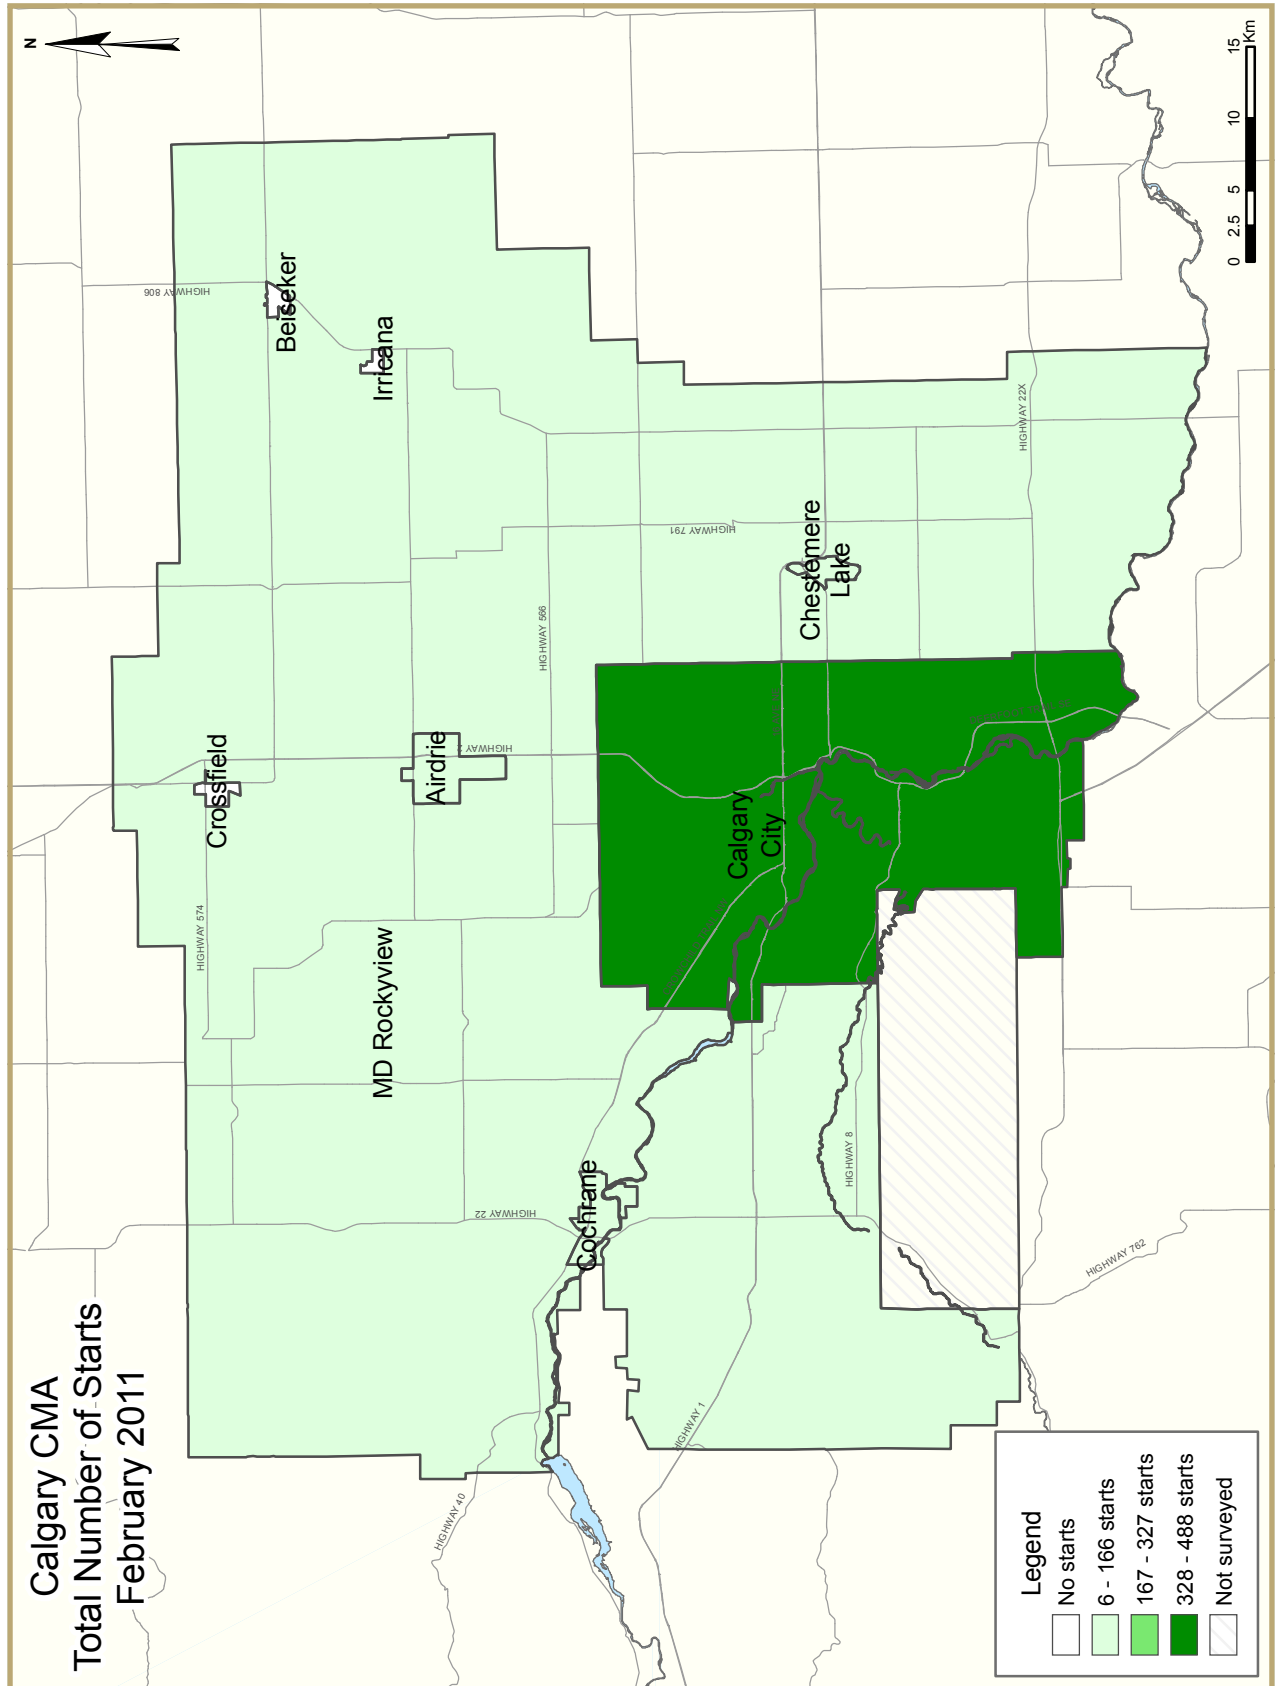 Calgary CMA
Total Number of Starts
February 2011
N
HIGHWAY 806
Beiseker
Irricana
Crossfield
HIGHWAY 574
Airdrie
HIGHWAY 2
HIGHWAY 566
HIGHWAY 791
HIGHWAY 22X
MD Rockyview
Chestemere
Lake
Calgary
City
Cochrane
HIGHWAY 22
HIGHWAY 8
HIGHWAY 1
HIGHWAY 40
HIGHWAY 762
Legend
No starts
6 - 166 starts
167 - 327 starts
328 - 488 starts
Not surveyed
0 2.5 5 10 15
Km